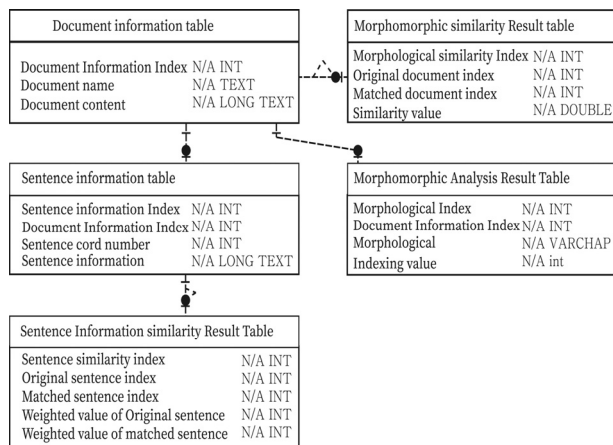 Document information table
Document Information Index N/A INT
Document name N/A TEXT
Document content N/A LONG TEXT
Morphomorphic similarity Result table
Morphological similarity Index N/A INT
Original document index N/A INT
Matched document index N/A INT
Similarity value N/A DOUBLE
Sentence information table
Sentence information Index N/A INT
Document Information Index N/A INT
Sentence cord number N/A INT
Sentence information N/A LONG TEXT
Morphomorphic Analysis Result Table
Morphological Index N/A INT
Document Information Index N/A INT
Morphological N/A VARCHAP
Indexing value N/A int
Sentence Information similarity Result Table
Sentence similarity index N/A INT
Original sentence index N/A INT
Matched sentence index N/A INT
Weighted value of Original sentence N/A INT
Weighted value of matched sentence N/A INT